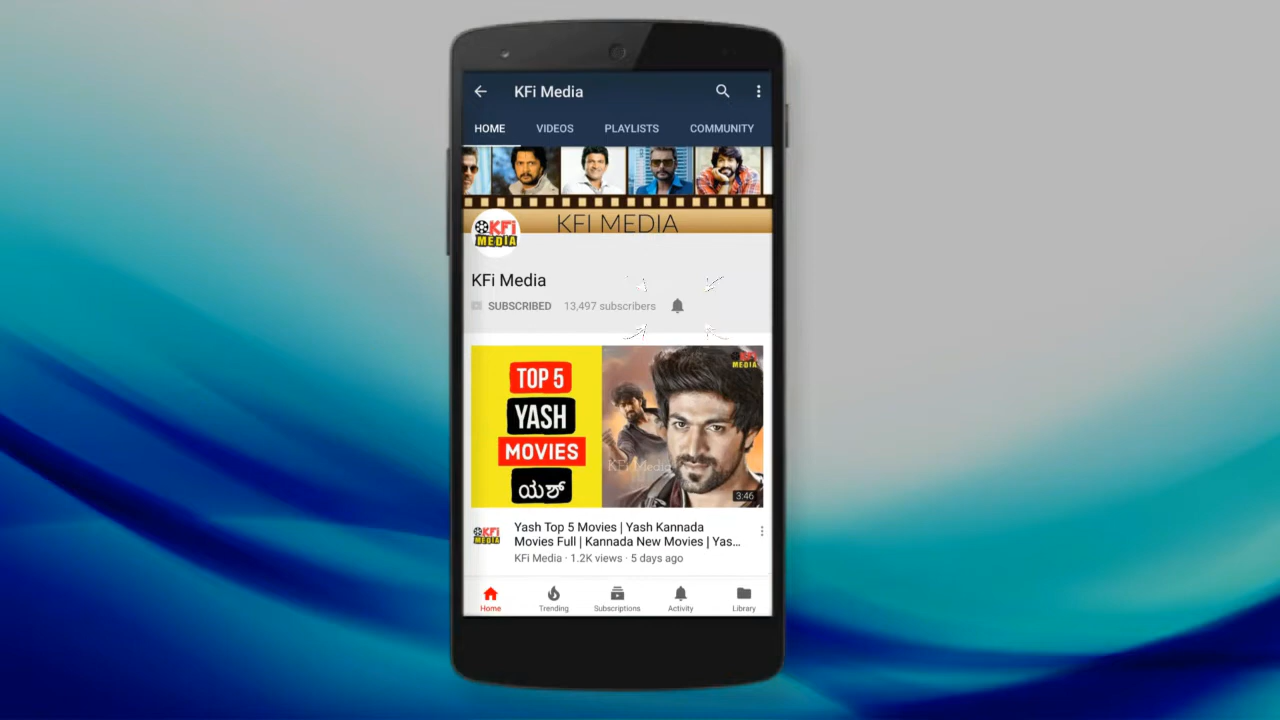 KFi Media
HOME VIDEOS PLAYLISTS COMMUNITY
KFI MEDIA
KFi
MEDIA
KFi Media
SUBSCRIBED 13,497 subscribers
KFi
MEDIA
TOP 5
YASH
MOVIES
ಯಶ್
KFi Media
3:46
KFi
MEDIA
Yash Top 5 Movies | Yash Kannada
Movies Full | Kannada New Movies | Yas...
KFi Media · 1.2K views · 5 days ago
Home Trending Subscriptions Activity Library